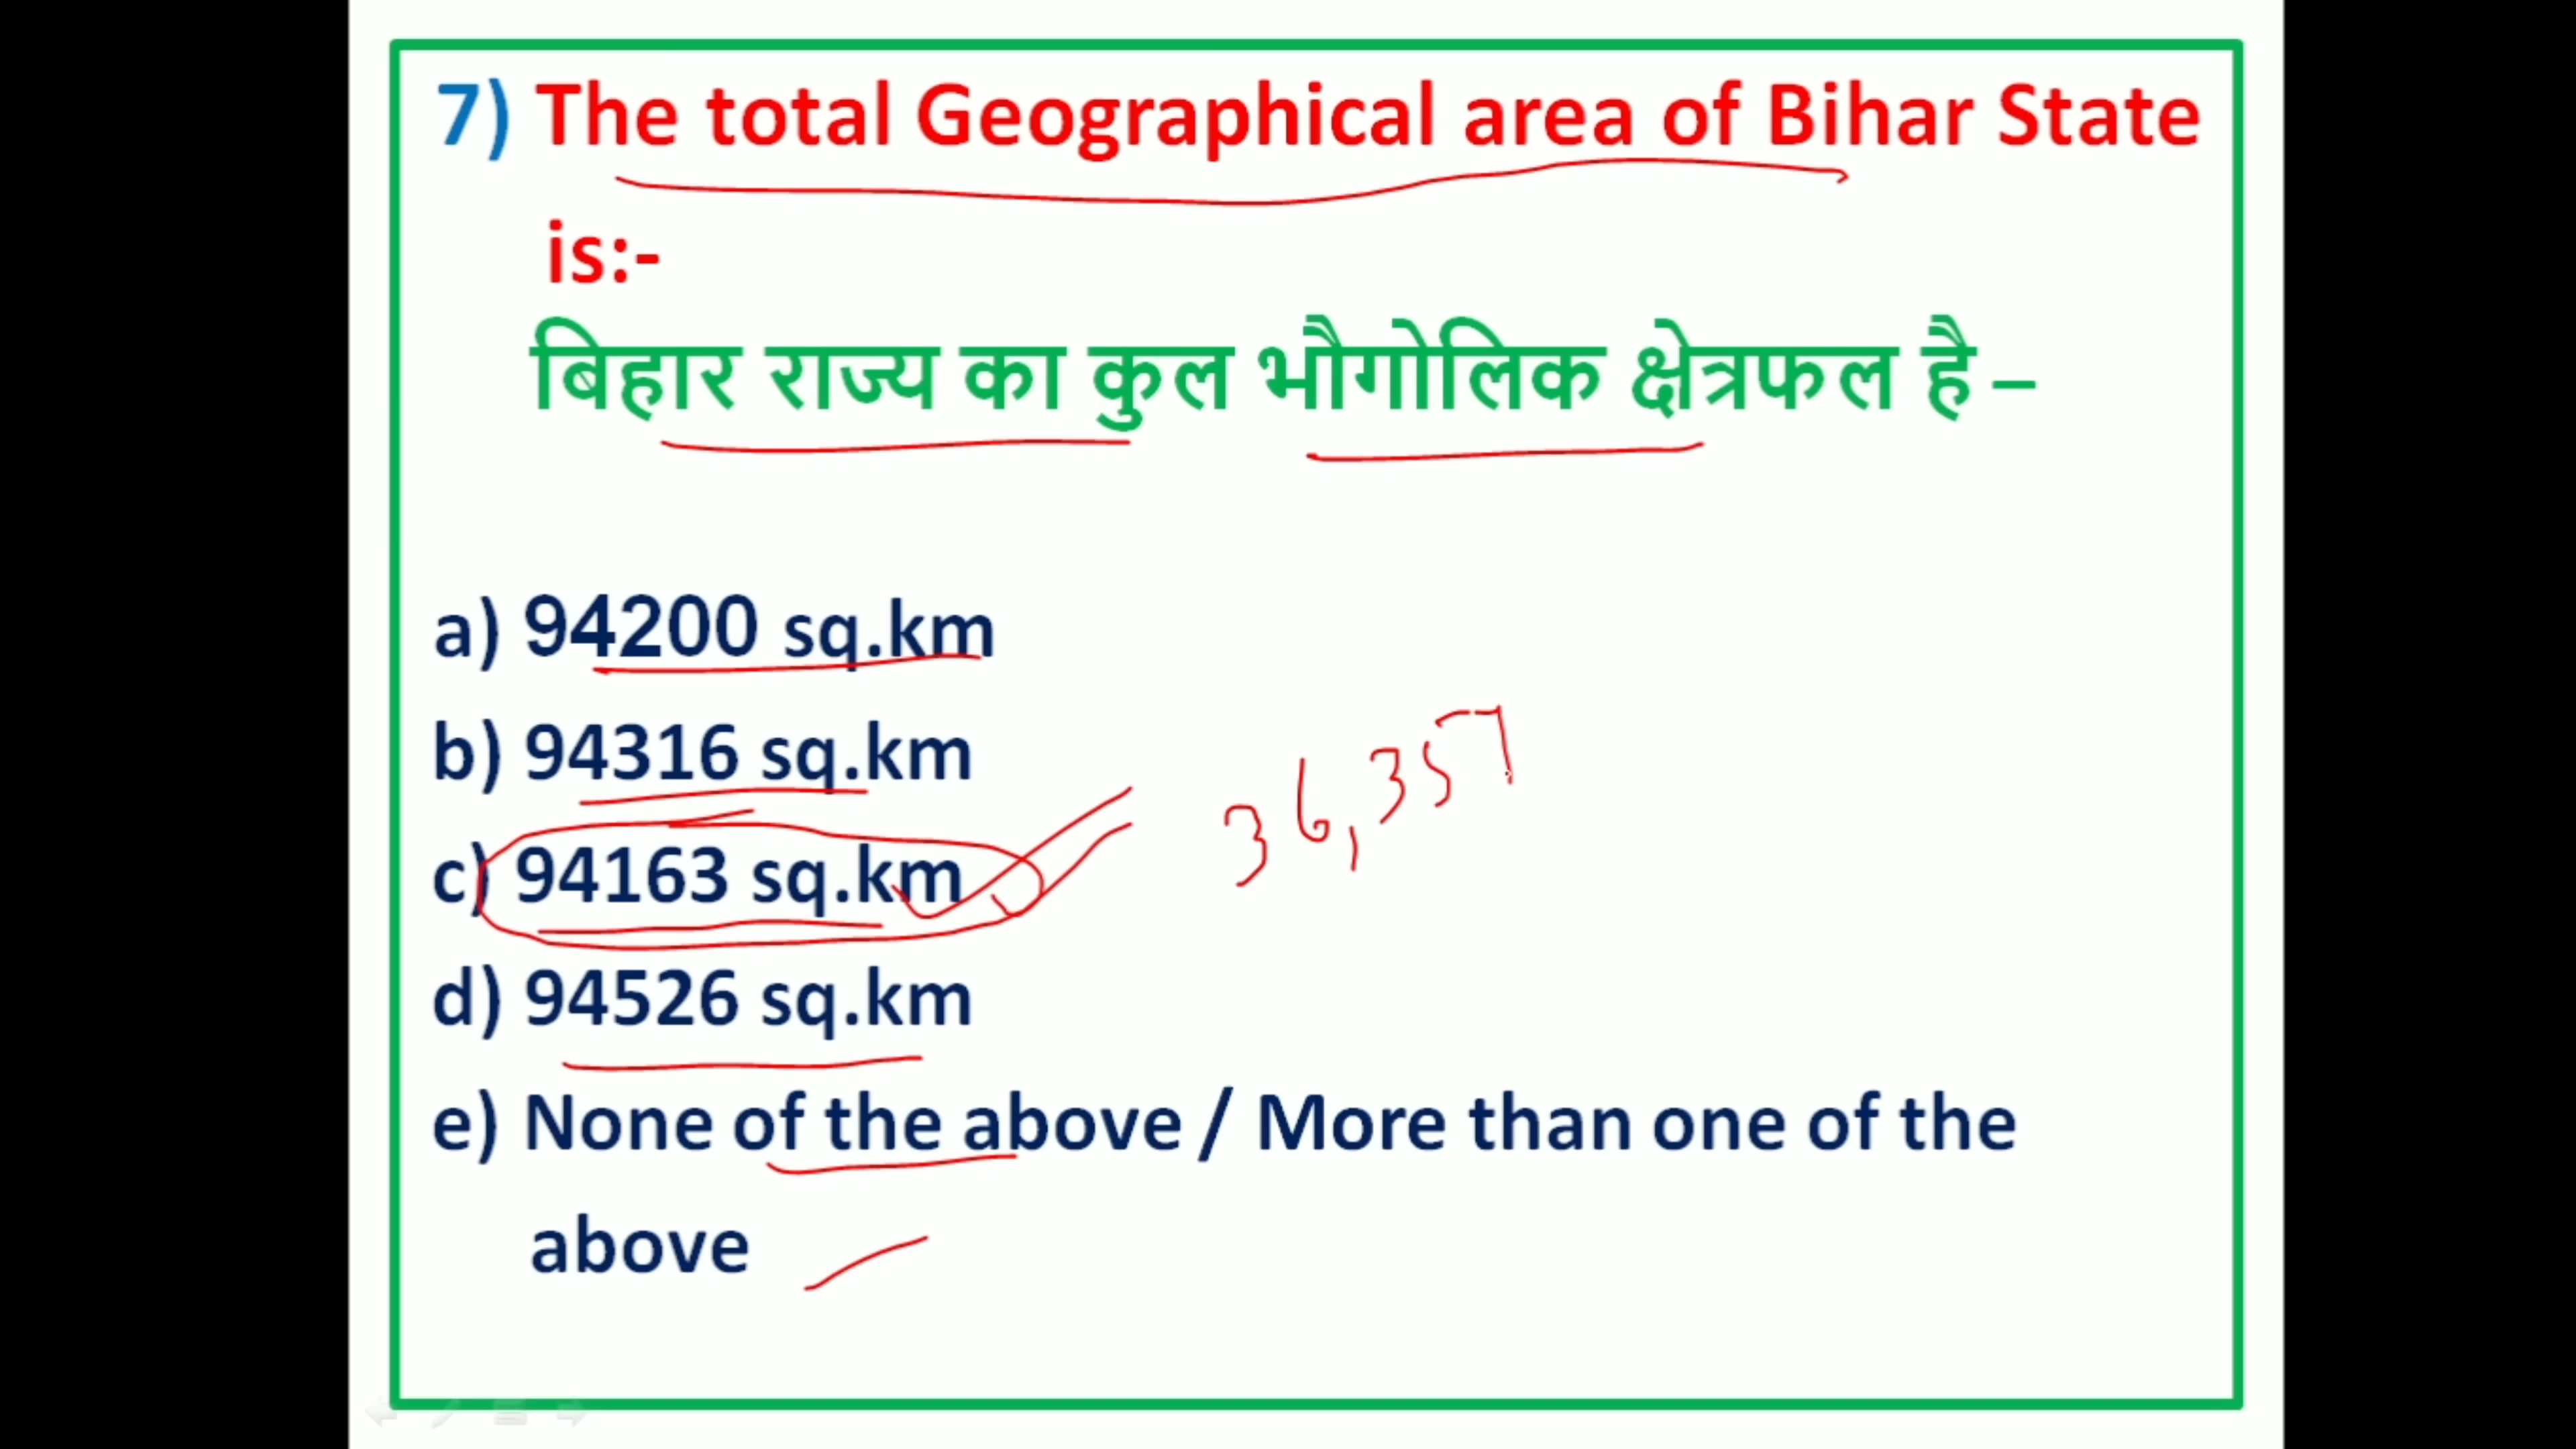 7) The total Geographical area of Bihar State
is:-
बिहार राज्य का कुल भौगोलिक क्षेत्रफल है –
a) 94200 sq.km
b) 94316 sq.km
36,357
c) 94163 sq.km
d) 94526 sq.km
e) None of the above / More than one of the
above